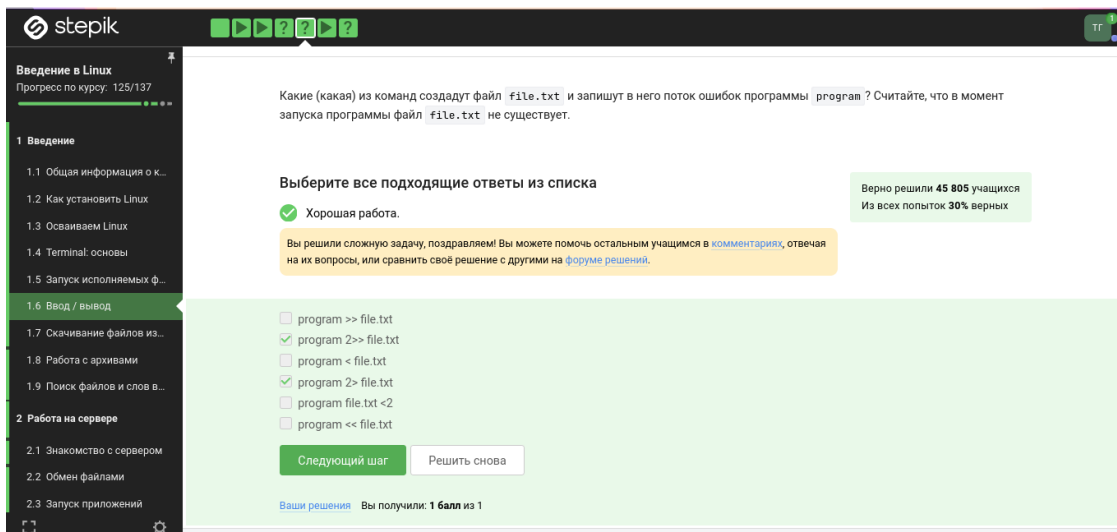 stepik
? ? ?
ТГ
1
Введение в Linux
Прогресс по курсу: 125/137
1 Введение
1.1 Общая информация о к...
1.2 Как установить Linux
1.3 Осваиваем Linux
1.4 Terminal: основы
1.5 Запуск исполняемых ф...
1.6 Ввод / вывод
1.7 Скачивание файлов из...
1.8 Работа с архивами
1.9 Поиск файлов и слов в...
2 Работа на сервере
2.1 Знакомство с сервером
2.2 Обмен файлами
2.3 Запуск приложений
Какие (какая) из команд создадут файл file.txt и запишут в него поток ошибок программы program ? Считайте, что в момент
запуска программы файл file.txt не существует.
Выберите все подходящие ответы из списка
Хорошая работа.
Верно решили 45 805 учащихся
Из всех попыток 30% верных
Вы решили сложную задачу, поздравляем! Вы можете помочь остальным учащимся в комментариях, отвечая
на их вопросы, или сравнить своё решение с другими на форуме решений.
program >> file.txt
program 2>> file.txt
program < file.txt
program 2> file.txt
program file.txt <2
program << file.txt
Следующий шаг
Решить снова
Ваши решения Вы получили: 1 балл из 1